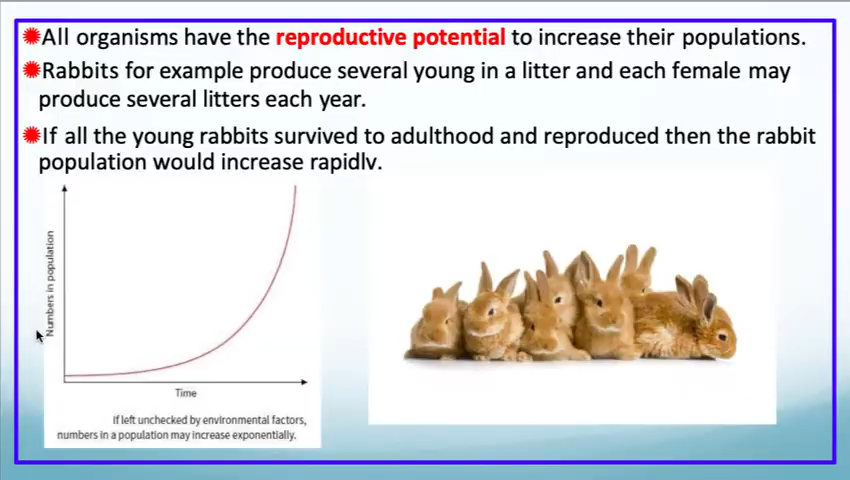 All organisms have the reproductive potential to increase their populations.
Rabbits for example produce several young in a litter and each female may
produce several litters each year.
If all the young rabbits survived to adulthood and reproduced then the rabbit
population would increase rapidly.
Numbers in population
Time
If left unchecked by environmental factors,
numbers in a population may increase exponentially.